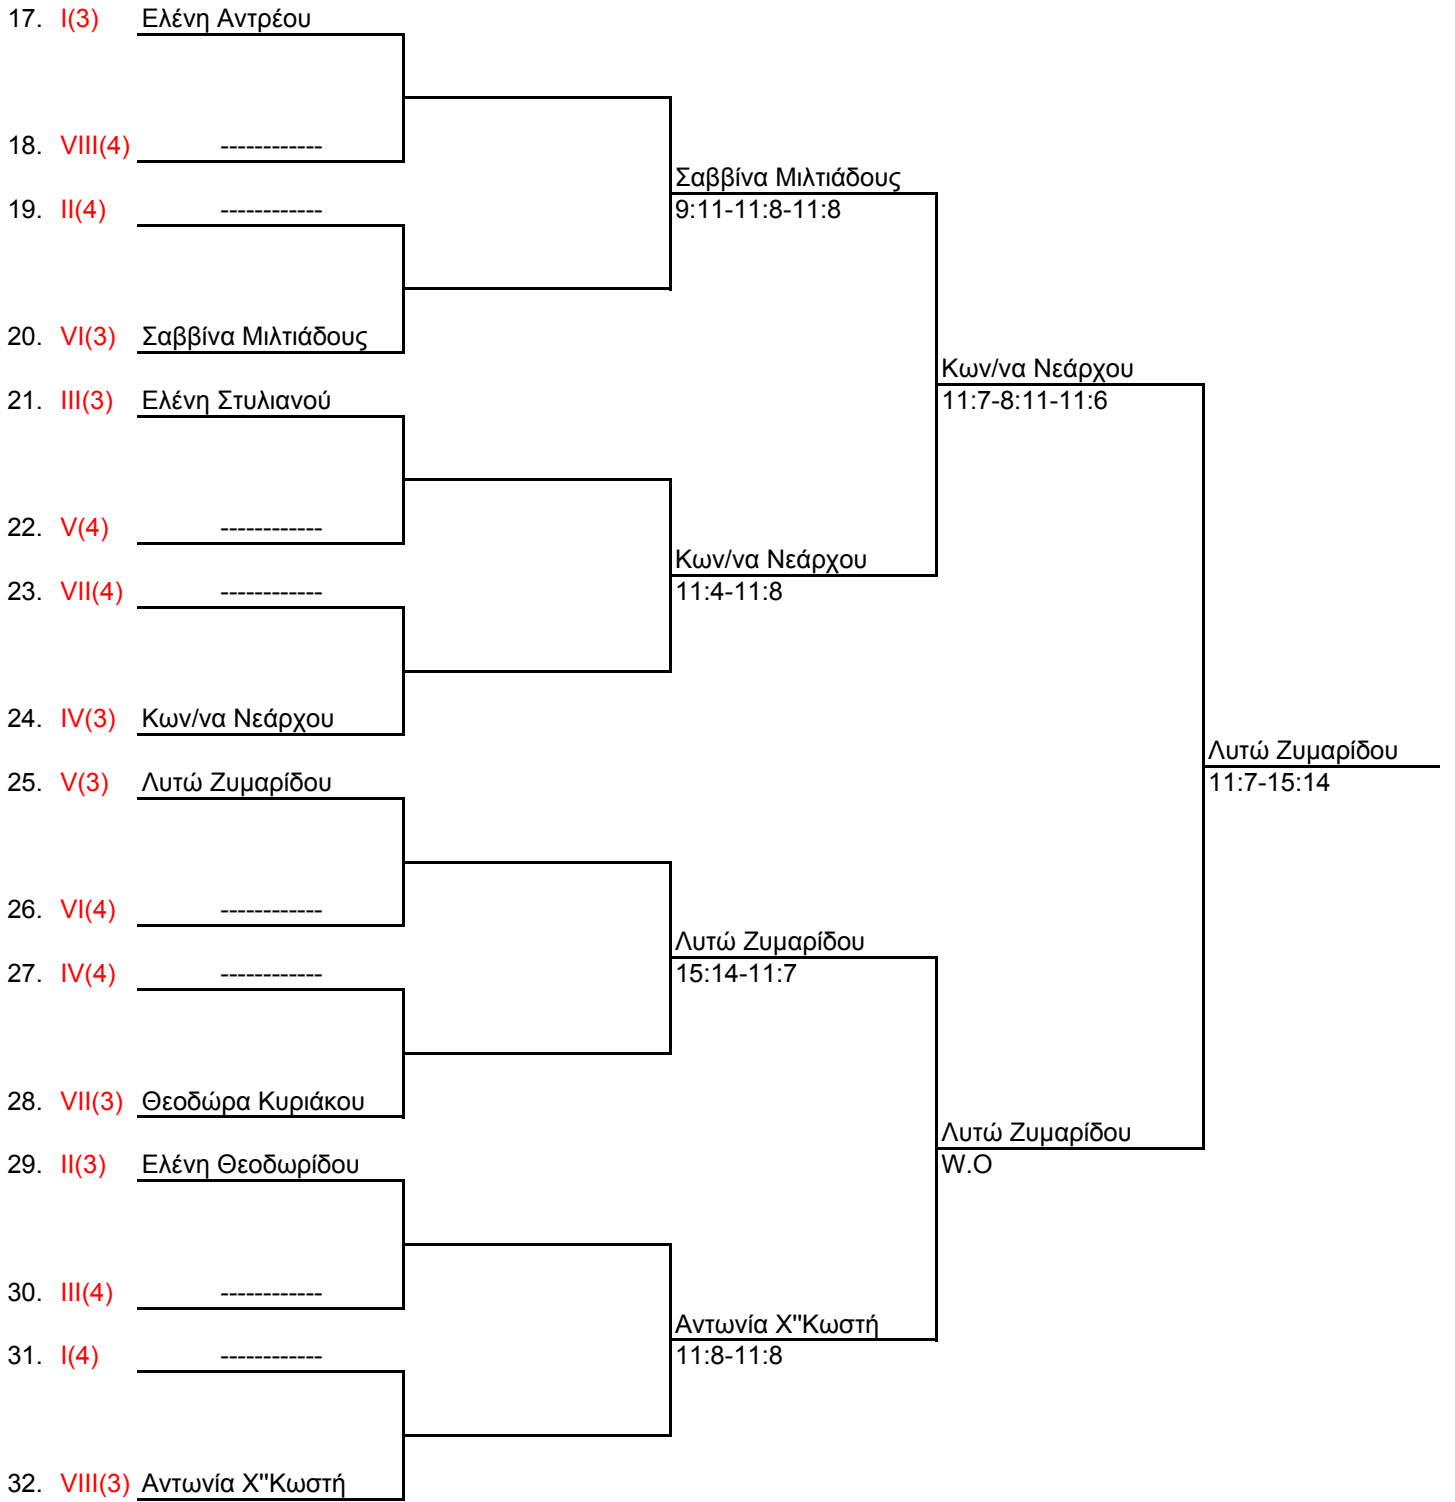 17. I(3) Ελένη Αντρέου
18. VIII(4) ------------
Σαββίνα Μιλτιάδους
19. II(4) ------------
9:11-11:8-11:8
20. VI(3) Σαββίνα Μιλτιάδους
Κων/να Νεάρχου
21. III(3) Ελένη Στυλιανού
11:7-8:11-11:6
22. V(4) ------------
Κων/να Νεάρχου
23. VII(4) ------------
11:4-11:8
24. IV(3) Κων/να Νεάρχου
Λυτώ Ζυμαρίδου
25. V(3) Λυτώ Ζυμαρίδου
11:7-15:14
26. VI(4) ------------
Λυτώ Ζυμαρίδου
27. IV(4) ------------
15:14-11:7
28. VII(3) Θεοδώρα Κυριάκου
Λυτώ Ζυμαρίδου
29. II(3) Ελένη Θεοδωρίδου
W.O
30. III(4) ------------
Αντωνία Χ"Κωστή
31. I(4) ------------
11:8-11:8
32. VIII(3) Αντωνία Χ"Κωστή